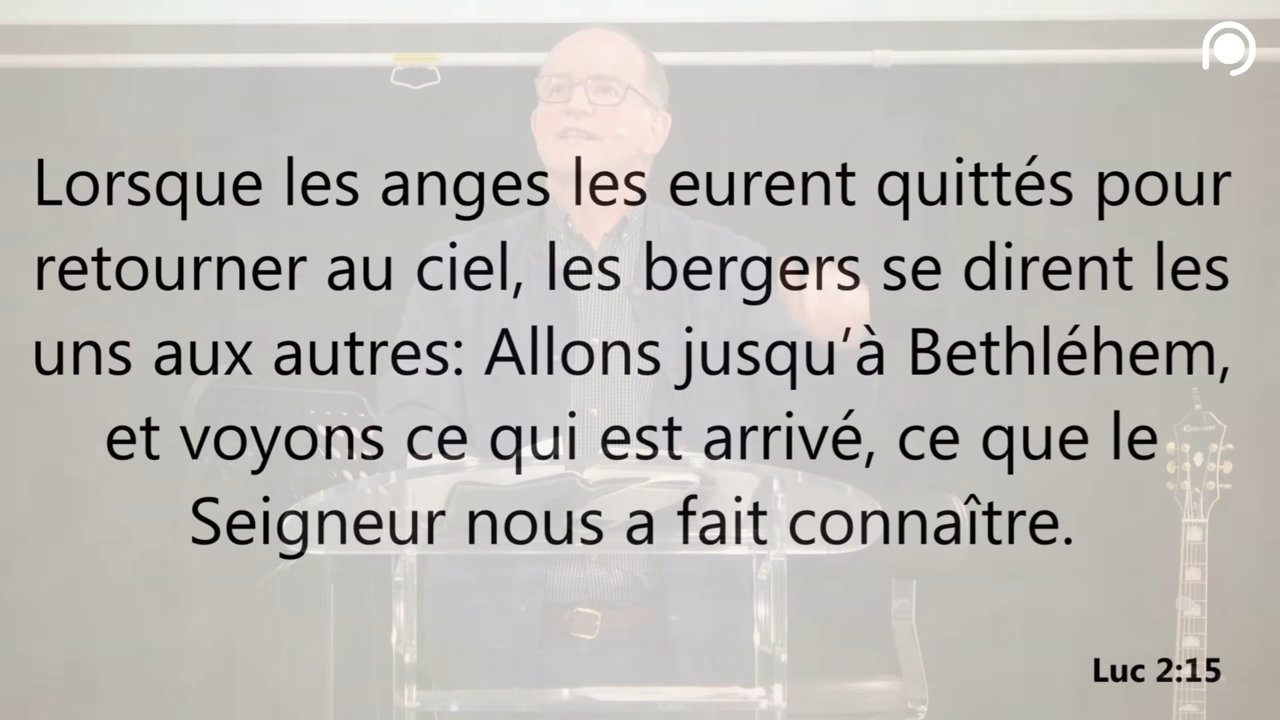 Lorsque les anges les eurent quittés pour
retourner au ciel, les bergers se dirent les
uns aux autres: Allons jusqu’à Bethléhem,
et voyons ce qui est arrivé, ce que le
Seigneur nous a fait connaître.
Luc 2:15